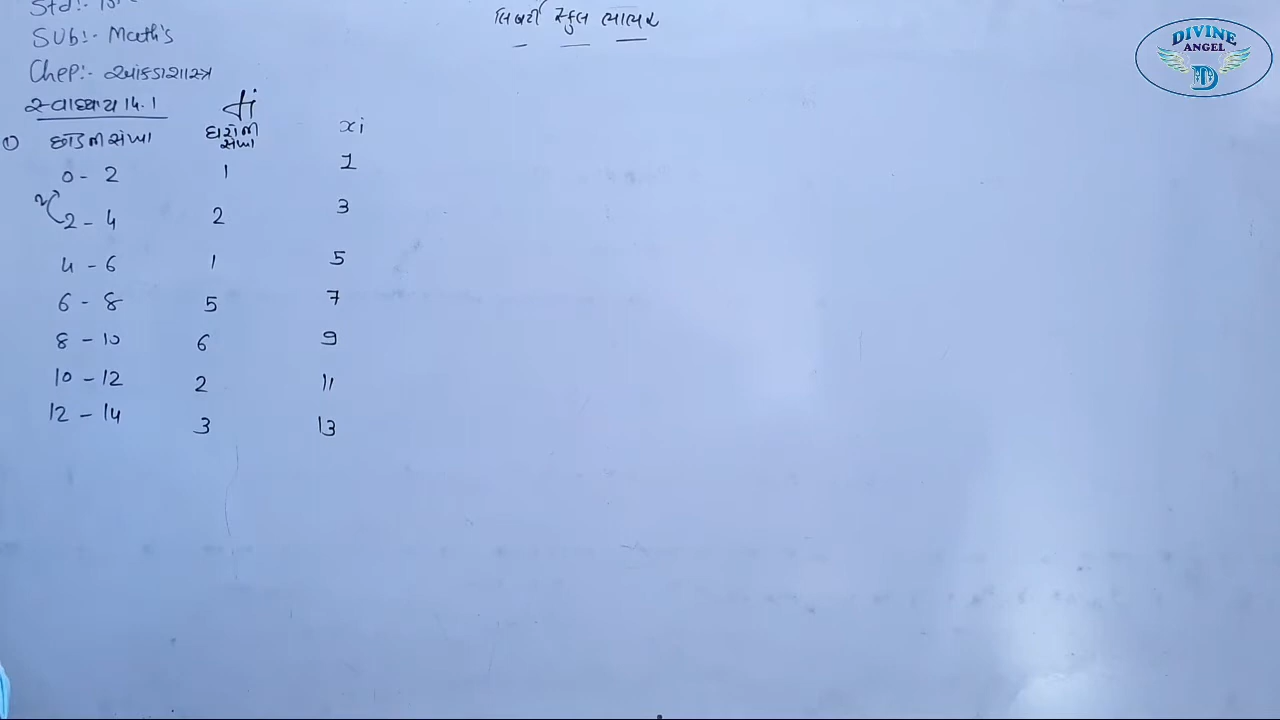 લિબર્ટી સ્કુલ ભાભર
Std:- 10
Sub:- Math's
Chep:- આંકડાશાસ્ત્ર
સ્વાધ્યાય 14.1
① છોડની સંખ્યા ઘરોની સંખ્યા fi xi
0 - 2 1 1
2 2 - 4 2 3
4 - 6 1 5
6 - 8 5 7
8 - 10 6 9
10 - 12 2 11
12 - 14 3 13
DIVINE
ANGEL
D